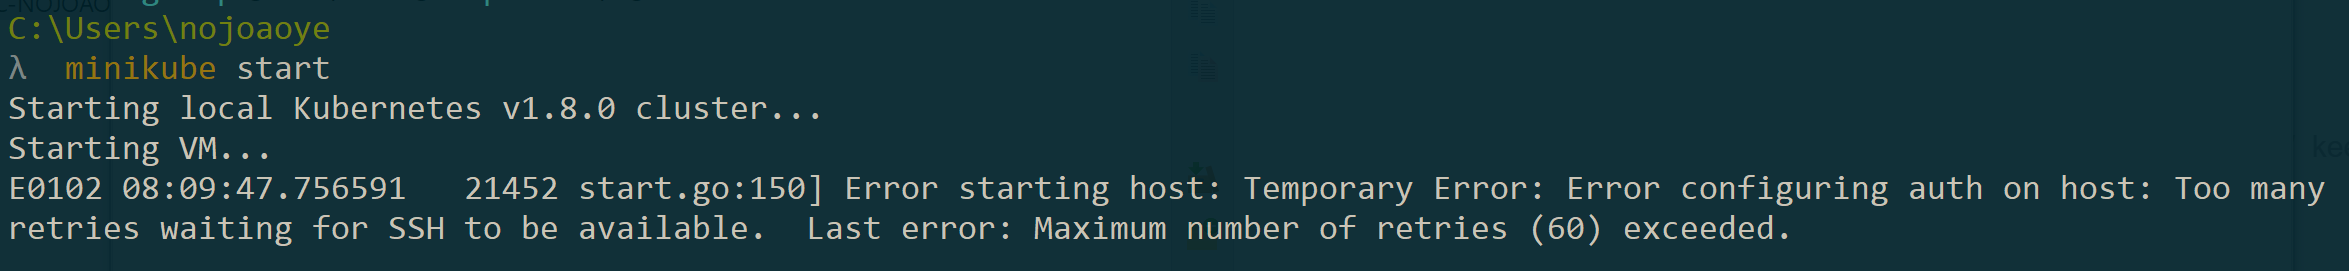 C:\Users\nojoaoye
λ  minikube start
Starting local Kubernetes v1.8.0 cluster...
Starting VM...
E0102 08:09:47.756591   21452 start.go:150] Error starting host: Temporary Error: Error configuring auth on host: Too many
retries waiting for SSH to be available.  Last error: Maximum number of retries (60) exceeded.